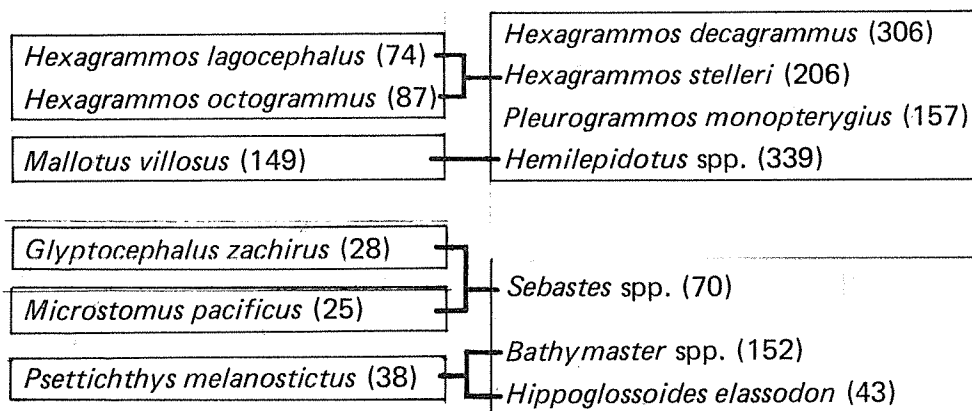 Hexagrammos lagocephalus (74)
Hexagrammos octogrammus (87)
Mallotus villosus (149)
Hexagrammos decagrammus (306)
Hexagrammos stelleri (206)
Pleurogrammos monopterygius (157)
Hemilepidotus spp. (339)
Glyptocephalus zachirus (28)
Microstomus pacificus (25)
Psettichthys melanostictus (38)
Sebastes spp. (70)
Bathymaster spp. (152)
Hippoglossoides elassodon (43)